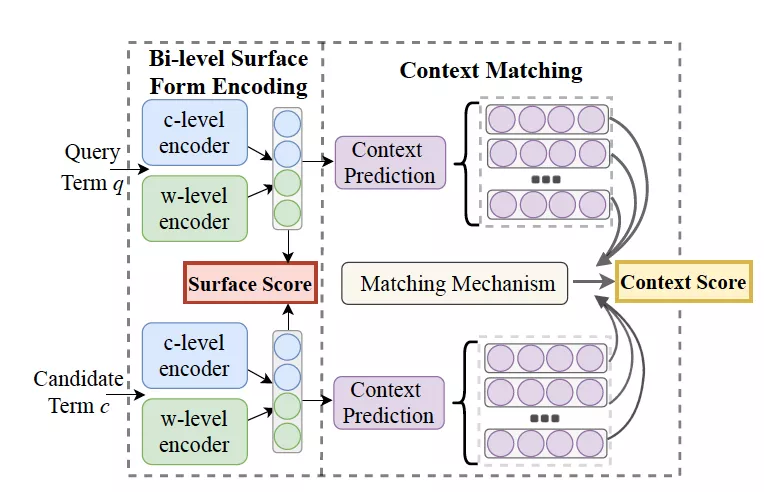 Bi-level Surface
Form Encoding
Context Matching
c-level
encoder
Query
Term q
w-level
encoder
Context
Prediction
Surface Score
Matching Mechanism
Context Score
c-level
encoder
Candidate
Term c
w-level
encoder
Context
Prediction